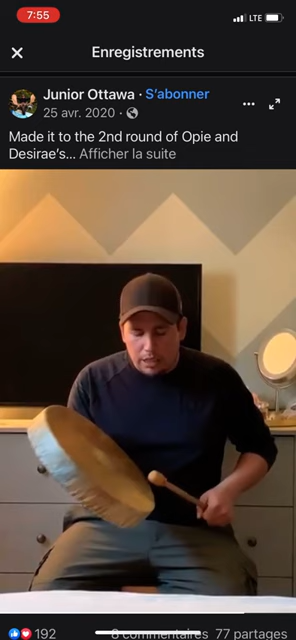 7:55
LTE
Enregistrements
Junior Ottawa · S'abonner
25 avr. 2020 ·
Made it to the 2nd round of Opie and
Desirae's... Afficher la suite
192 8 commentaires 77 partages